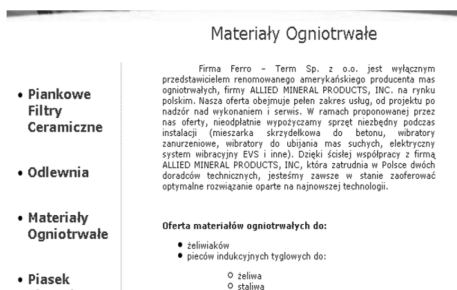 Materiały Ogniotrwałe
Firma Ferro – Term Sp. z o.o. jest wyłącznym
przedstawicielem renomowanego amerykańskiego producenta mas
ogniotrwałych, firmy ALLIED MINERAL PRODUCTS, INC. na rynku
polskim. Nasza oferta obejmuje pełen zakres usług, od projektu po
nadzór nad wykonaniem i serwis. W ramach proponowanej przez
nas oferty, nieodpłatnie wypożyczamy sprzęt niezbędny podczas
instalacji (mieszarka skrzydełkowa do betonu, wibratory
zanurzeniowe, wibratory do ubijania mas suchych, elektryczny
system wibracyjny EVS i inne). Dzięki ścisłej współpracy z firmą
ALLIED MINERAL PRODUCTS, INC, która zatrudnia w Polsce dwóch
doradców technicznych, jesteśmy zawsze w stanie zaoferować
optymalne rozwiązanie oparte na najnowszej technologii.
Oferta materiałów ogniotrwałych do:
• żeliwiaków
• pieców indukcyjnych tyglowych do:
○ żeliwa
○ staliwa
• Piankowe
Filtry
Ceramiczne
• Odlewnia
• Materiały
Ogniotrwałe
• Piasek